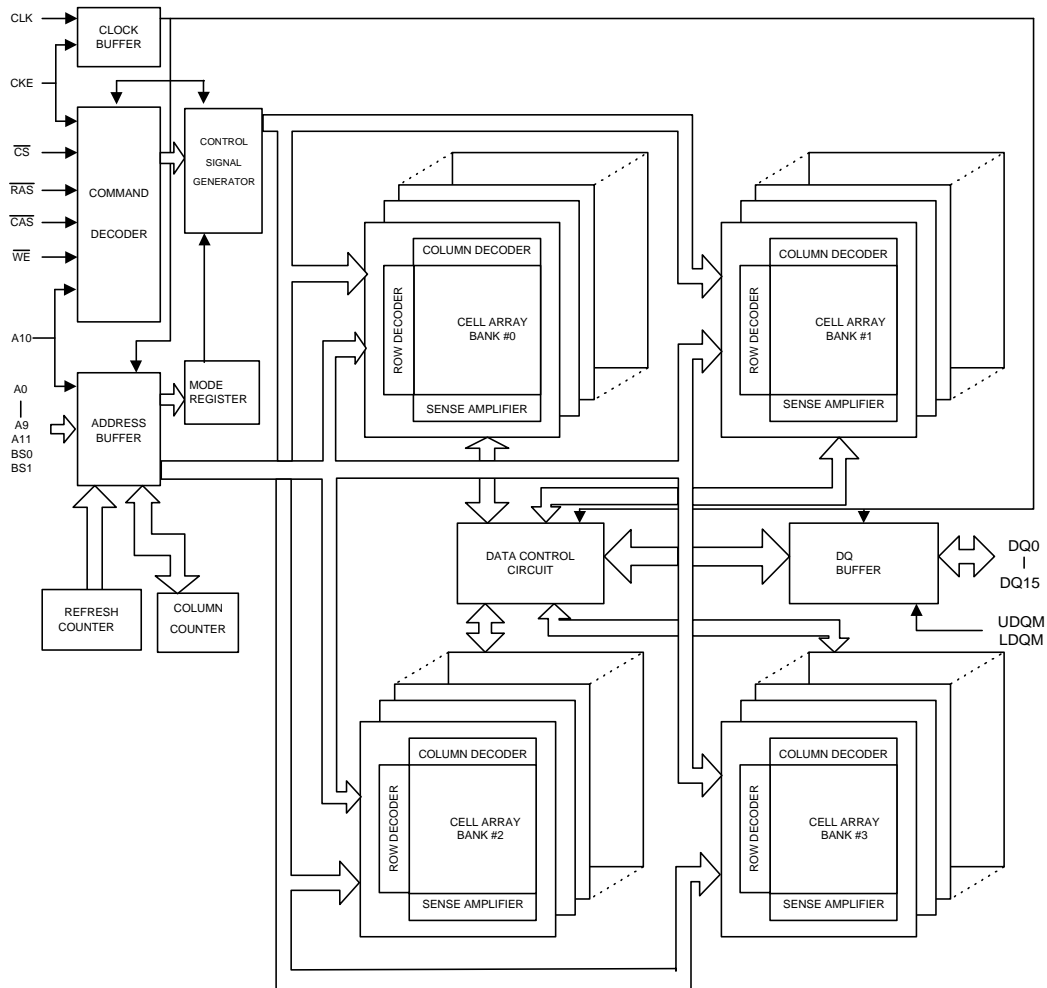 CLK
CLOCK
BUFFER
CKE
CS
RAS
CAS
WE
A10
COMMAND
DECODER
CONTROL
SIGNAL
GENERATOR
A0
A9
A11
BS0
BS1
ADDRESS
BUFFER
MODE
REGISTER
REFRESH
COUNTER
COLUMN
COUNTER
COLUMN DECODER
ROW DECODER
CELL ARRAY
BANK #0
SENSE AMPLIFIER
COLUMN DECODER
ROW DECODER
CELL ARRAY
BANK #1
SENSE AMPLIFIER
DATA CONTROL
CIRCUIT
DQ
BUFFER
DQ0
DQ15
UDQM
LDQM
COLUMN DECODER
ROW DECODER
CELL ARRAY
BANK #2
SENSE AMPLIFIER
COLUMN DECODER
ROW DECODER
CELL ARRAY
BANK #3
SENSE AMPLIFIER